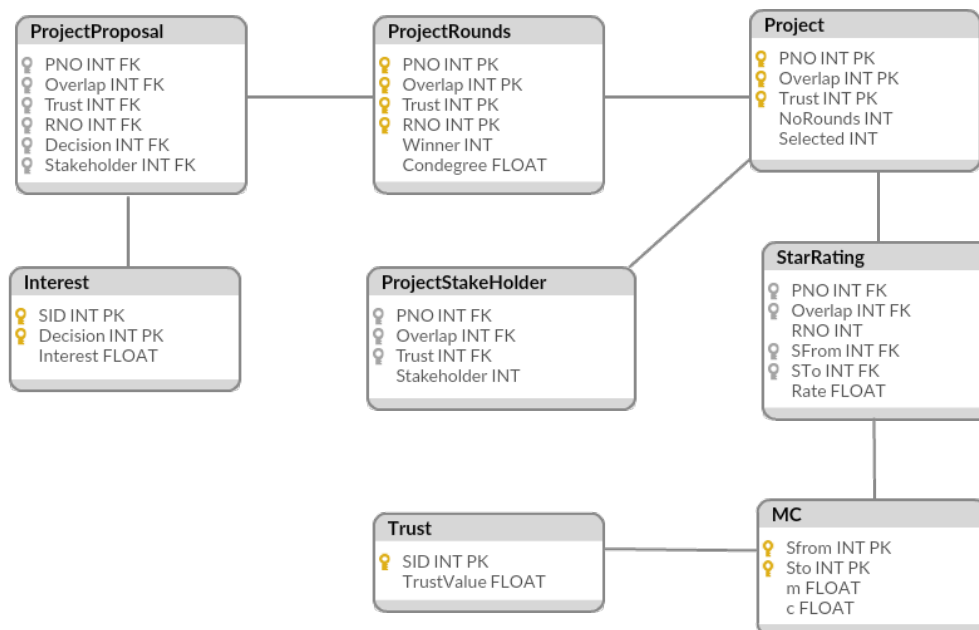 ProjectProposal
PNO INT FK
Overlap INT FK
Trust INT FK
RNO INT FK
Decision INT FK
Stakeholder INT FK
ProjectRounds
PNO INT PK
Overlap INT PK
Trust INT PK
RNO INT PK
Winner INT
Condegree FLOAT
Project
PNO INT PK
Overlap INT PK
Trust INT PK
NoRounds INT
Selected INT
Interest
SID INT PK
Decision INT PK
Interest FLOAT
ProjectStakeHolder
PNO INT FK
Overlap INT FK
Trust INT FK
Stakeholder INT
StarRating
PNO INT FK
Overlap INT FK
RNO INT
SFrom INT FK
STo INT FK
Rate FLOAT
Trust
SID INT PK
TrustValue FLOAT
MC
Sfrom INT PK
Sto INT PK
m FLOAT
c FLOAT